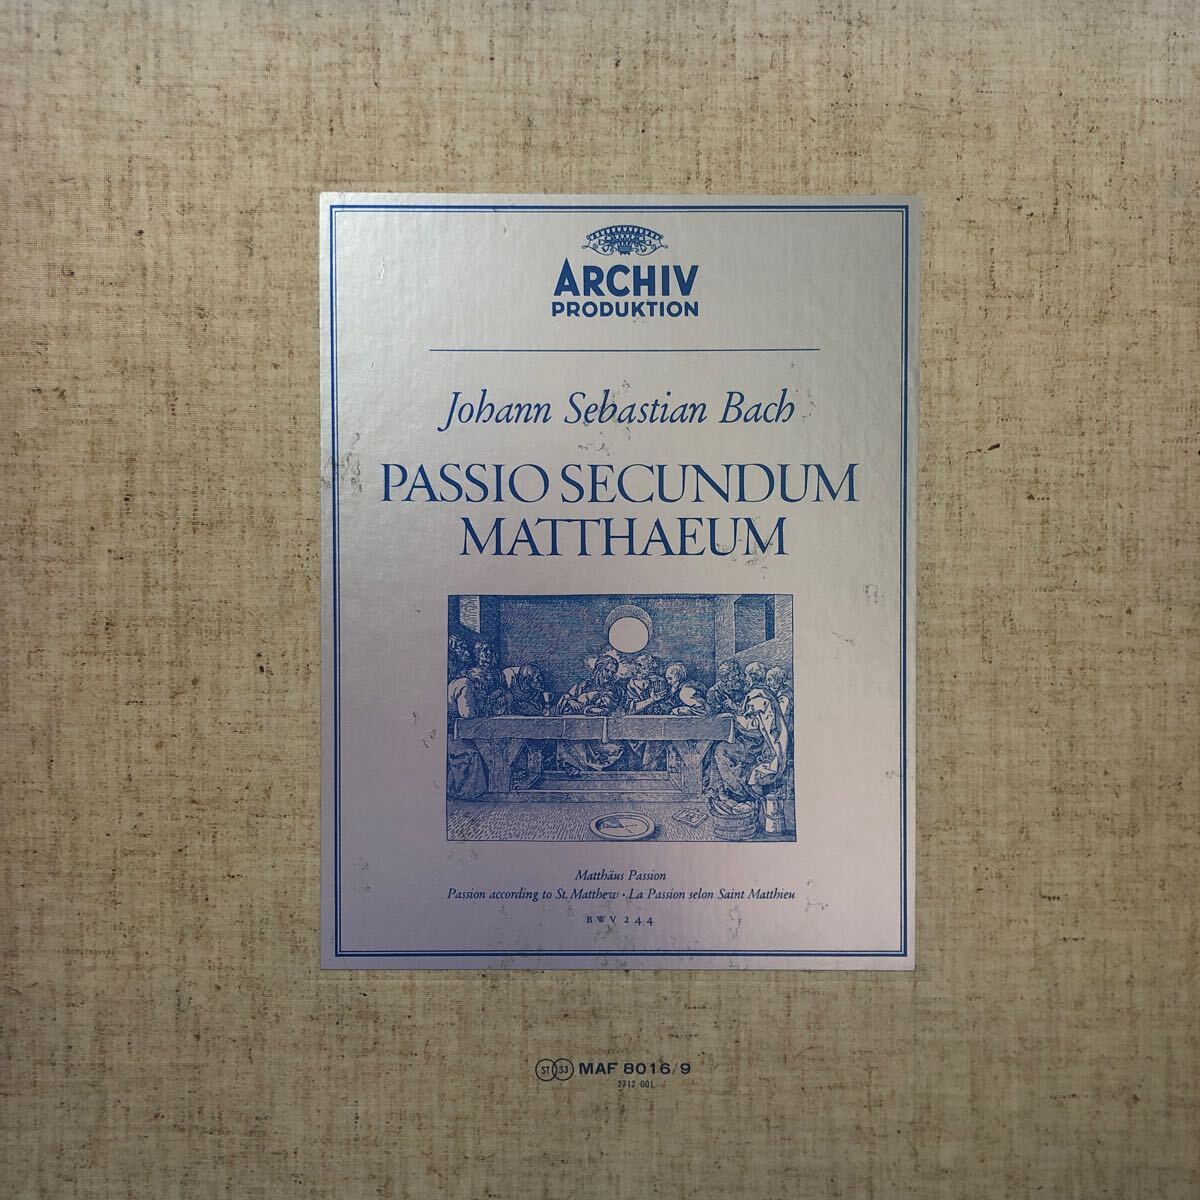 ARCHIV
PRODUKTION
Johann Sebastian Bach
PASSIO SECUNDUM
MATTHAEUM
Matthäus Passion
Passion according to St. Matthew · La Passion selon Saint Matthieu
BWV 244
ST 33 MAF 8016/9
2712 001